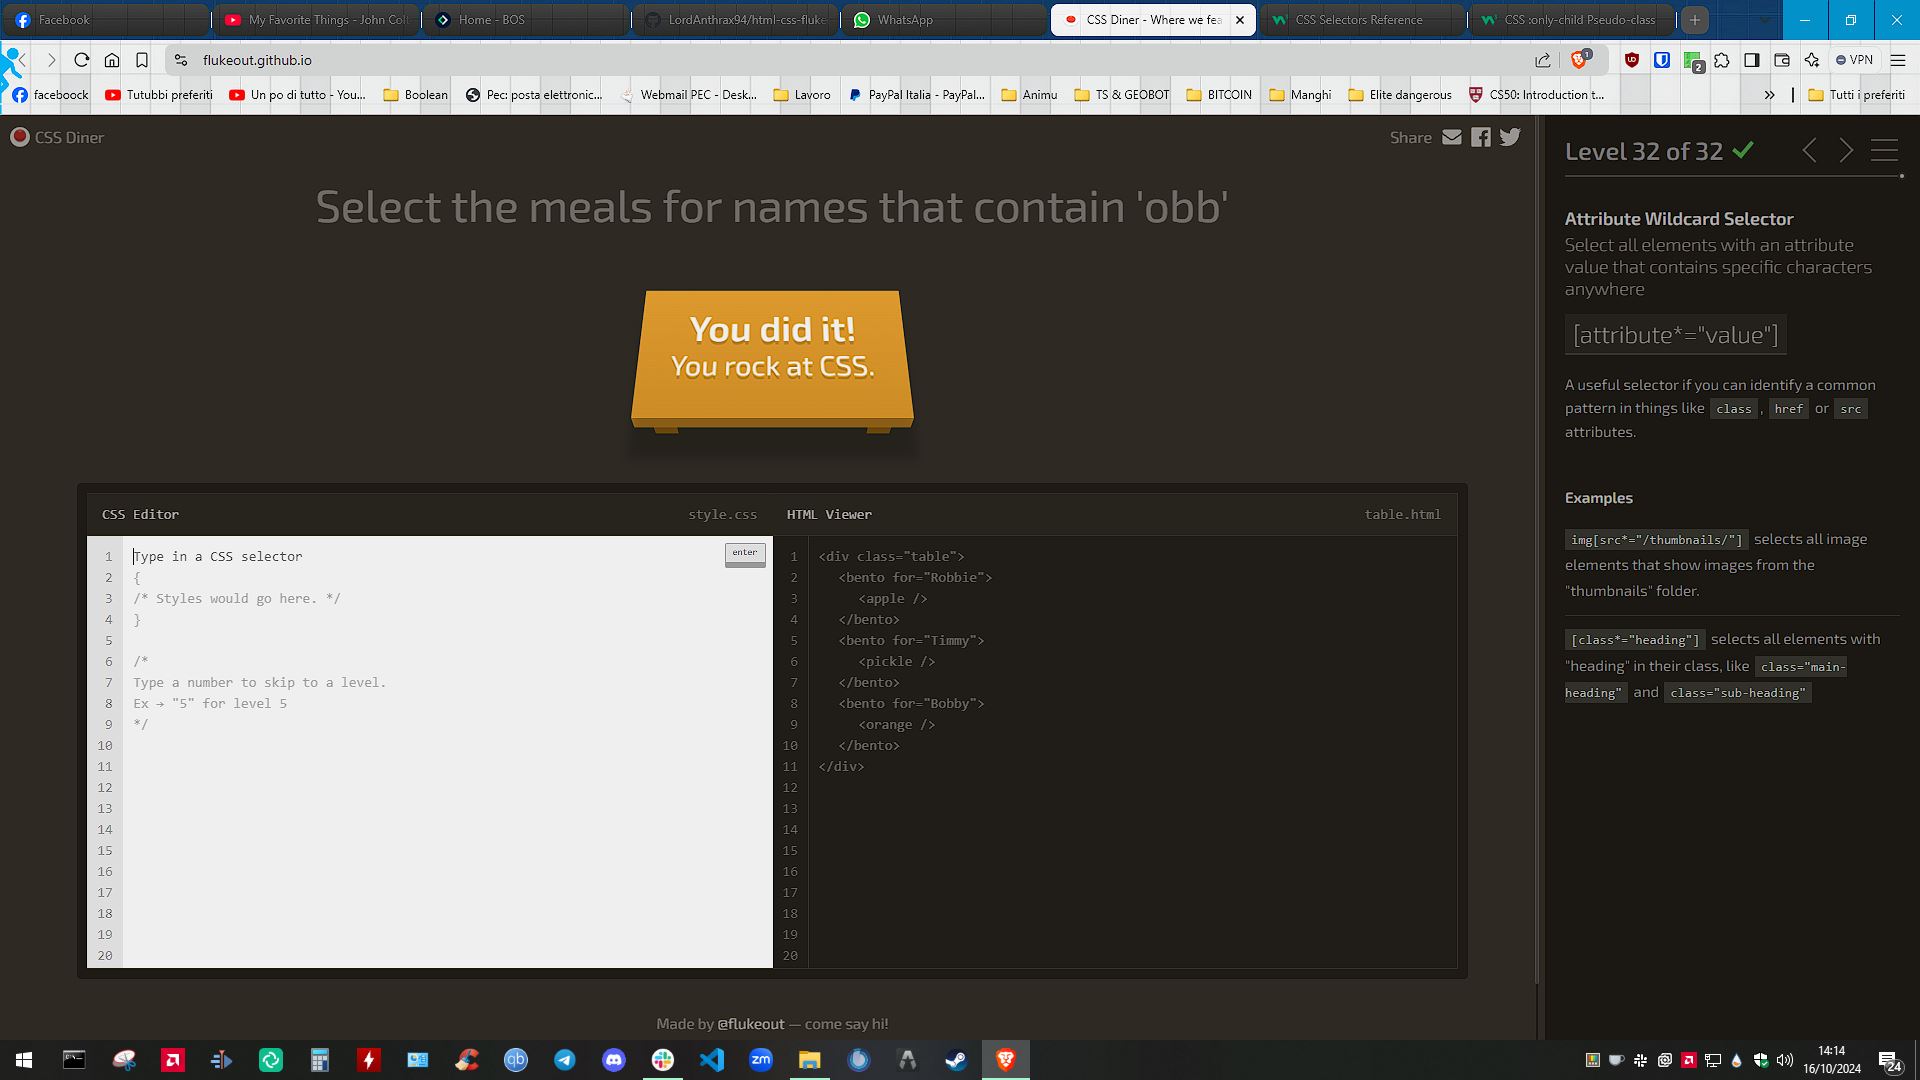 Facebook
My Favorite Things - John Colt
Home - BOS
LordAnthrax94/html-css-fluke
WhatsApp
CSS Diner - Where we fea
CSS Selectors Reference
CSS :only-child Pseudo-class
flukeout.github.io
1
2
VPN
faceboock
Tutubbi preferiti
Un po di tutto - You...
Boolean
Pec: posta elettronic...
Webmail PEC - Desk...
Lavoro
PayPal Italia - PayPal...
Animu
TS & GEOBOT
BITCOIN
Manghi
Elite dangerous
CS50: Introduction t...
Tutti i preferiti
CSS Diner
Share
Select the meals for names that contain 'obb'
You did it!
You rock at CSS.
CSS Editor
style.css
1 Type in a CSS selector
2 {
3 /* Styles would go here. */
4 }
5
6 /*
7 Type a number to skip to a level.
8 Ex → "5" for level 5
9 */
10
11
12
13
14
15
16
17
18
19
20
enter
HTML Viewer
table.html
1 <div class="table">
2 <bento for="Robbie">
3 <apple />
4 </bento>
5 <bento for="Timmy">
6 <pickle />
7 </bento>
8 <bento for="Bobby">
9 <orange />
10 </bento>
11 </div>
12
13
14
15
16
17
18
19
20
Made by @flukeout — come say hi!
Level 32 of 32
Attribute Wildcard Selector
Select all elements with an attribute
value that contains specific characters
anywhere
[attribute*="value"]
A useful selector if you can identify a common
pattern in things like class , href or src
attributes.
Examples
img[src*="/thumbnails/"] selects all image
elements that show images from the
"thumbnails" folder.
[class*="heading"] selects all elements with
"heading" in their class, like class="main-
heading" and class="sub-heading"
qb
zm
14:14
16/10/2024
24